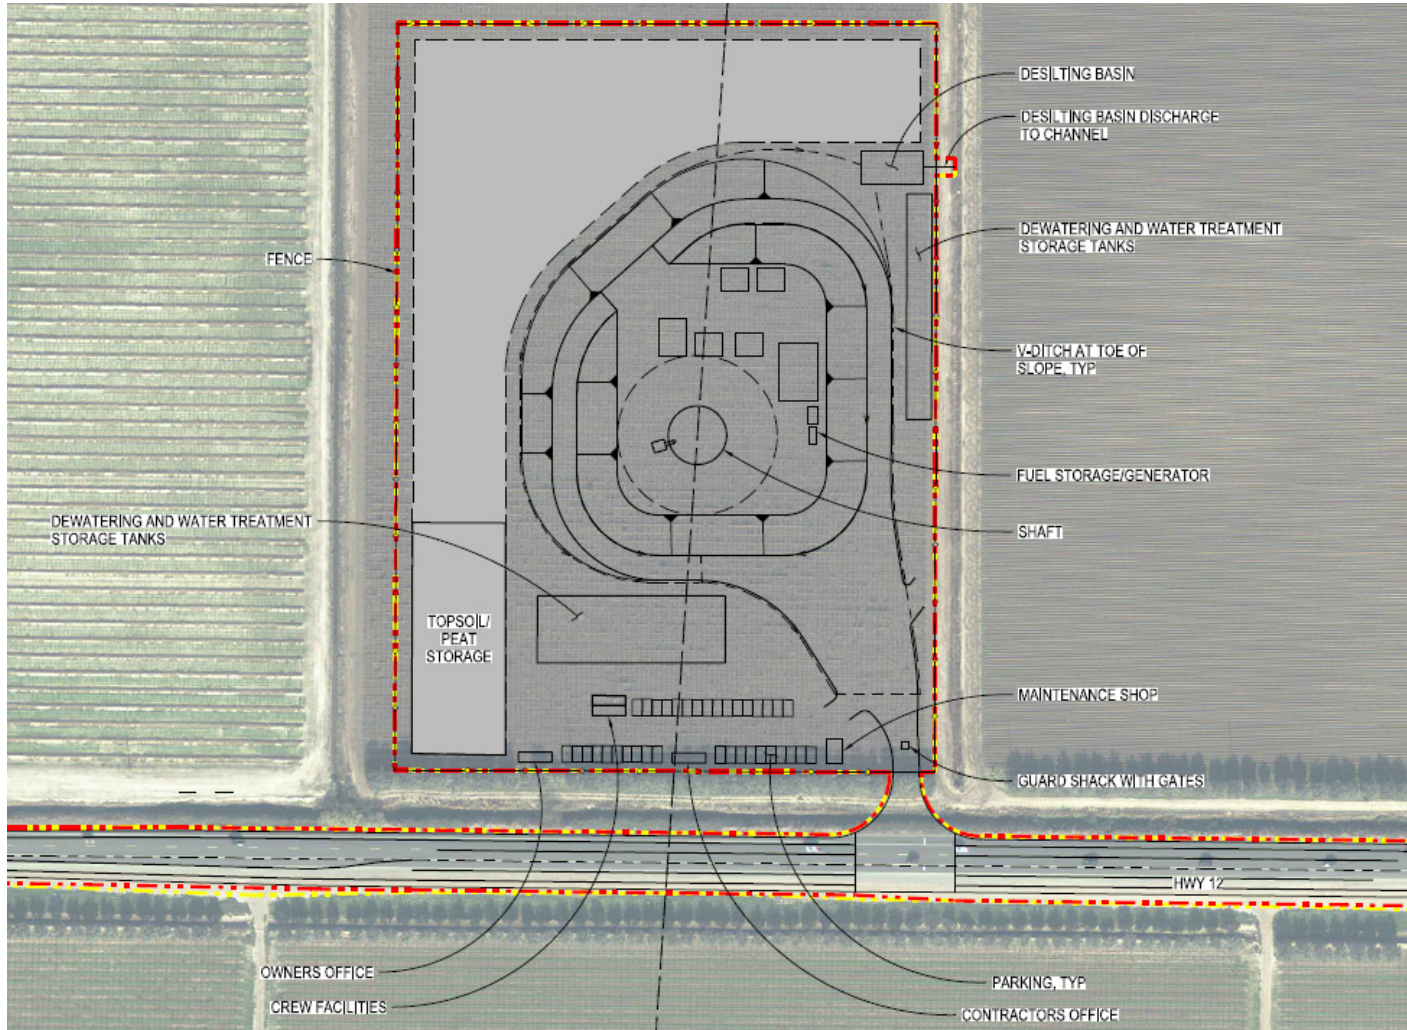 DESILTING BASIN
DESILTING BASIN DISCHARGE
TO CHANNEL
DEWATERING AND WATER TREATMENT
STORAGE TANKS
FENCE
V-DITCH AT TOE OF
SLOPE, TYP
FUEL STORAGE/GENERATOR
DEWATERING AND WATER TREATMENT
STORAGE TANKS
SHAFT
TOPSOIL/
PEAT
STORAGE
MAINTENANCE SHOP
GUARD SHACK WITH GATES
HWY 12
OWNERS OFFICE
PARKING, TYP
CREW FACILITIES
CONTRACTORS OFFICE